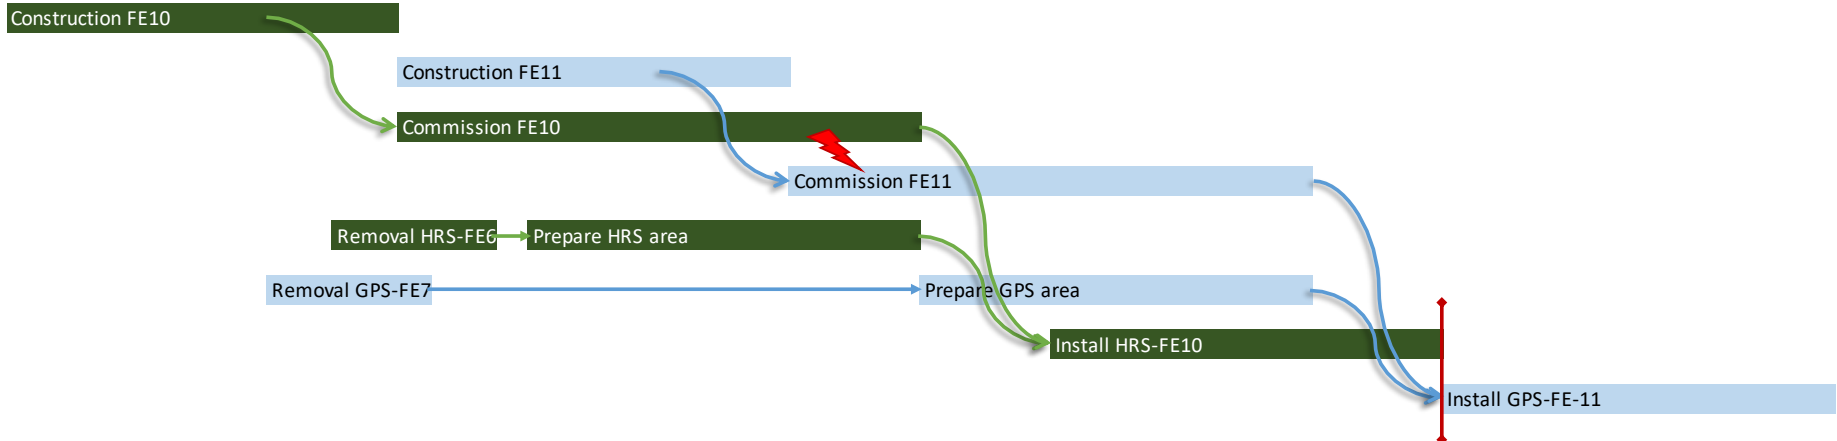 Construction FE10
Construction FE11
Commission FE10
Commission FE11
Removal HRS-FE6
Prepare HRS area
Removal GPS-FE7
Prepare GPS area
Install HRS-FE10
Install GPS-FE-11